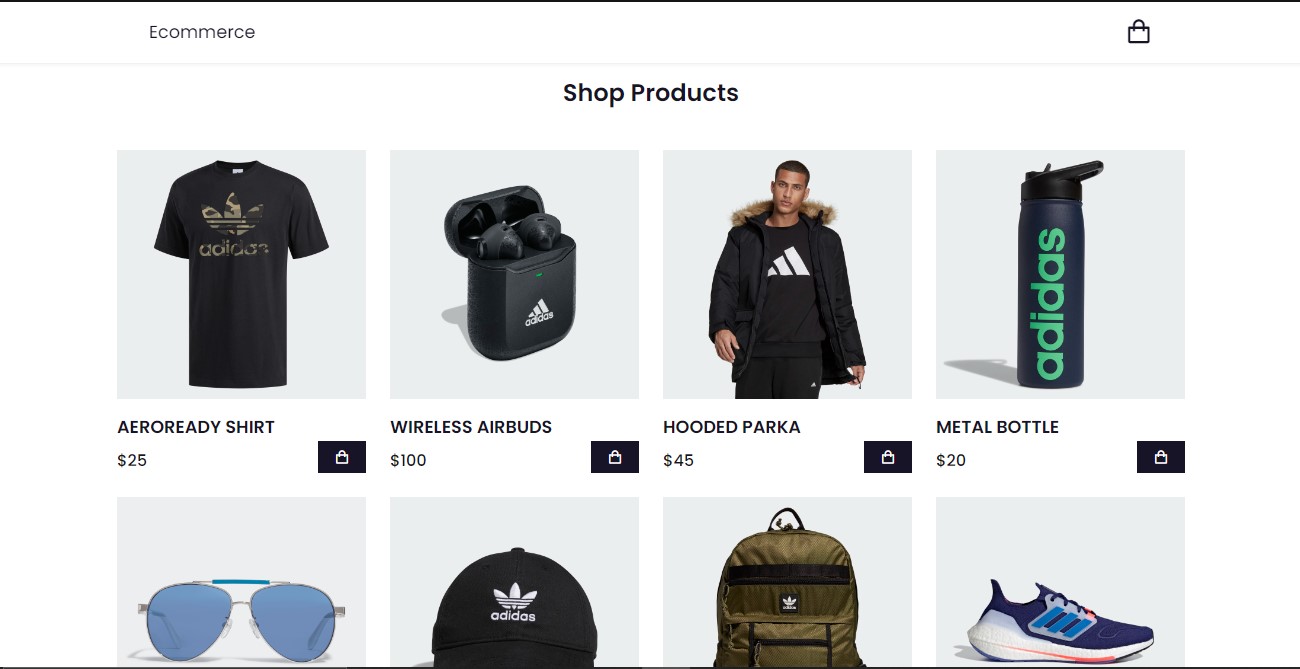 Ecommerce
Shop Products
adidas
adidas
adidas
AEROREADY SHIRT
WIRELESS AIRBUDS
HOODED PARKA
METAL BOTTLE
$25
$100
$45
$20
adidas
adidas